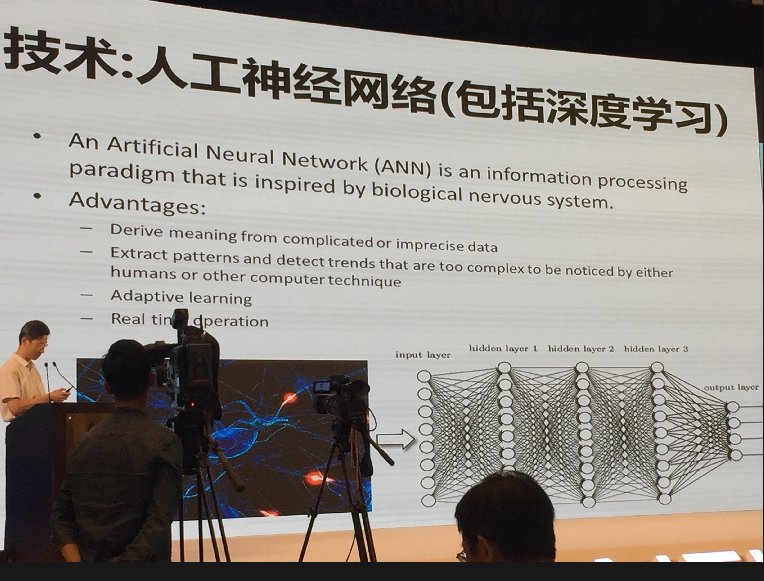 技术:人工神经网络(包括深度学习)
• An Artificial Neural Network (ANN) is an information processing
paradigm that is inspired by biological nervous system.
• Advantages:
– Derive meaning from complicated or imprecise data
– Extract patterns and detect trends that are too complex to be noticed by either
humans or other computer technique
– Adaptive learning
– Real time operation
input layer
hidden layer 1 hidden layer 2 hidden layer 3
output layer